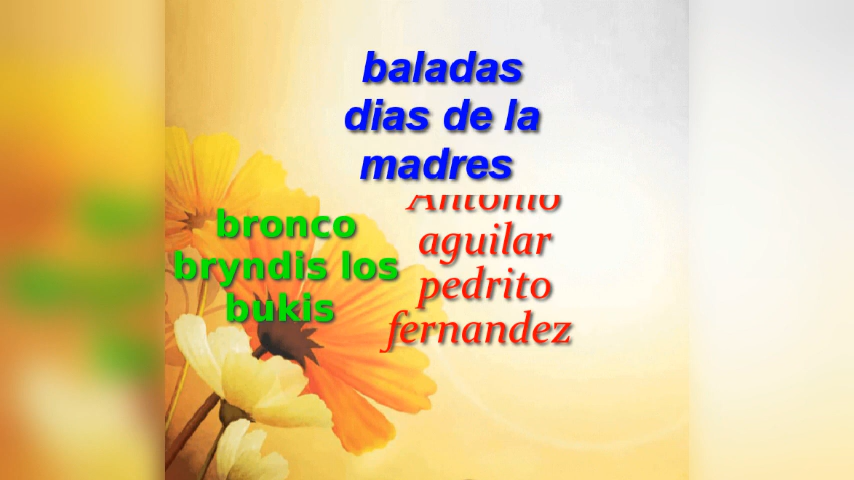 baladas
dias de la
madres
bronco
bryndis los
bukis
Antonio
aguilar
pedrito
fernandez